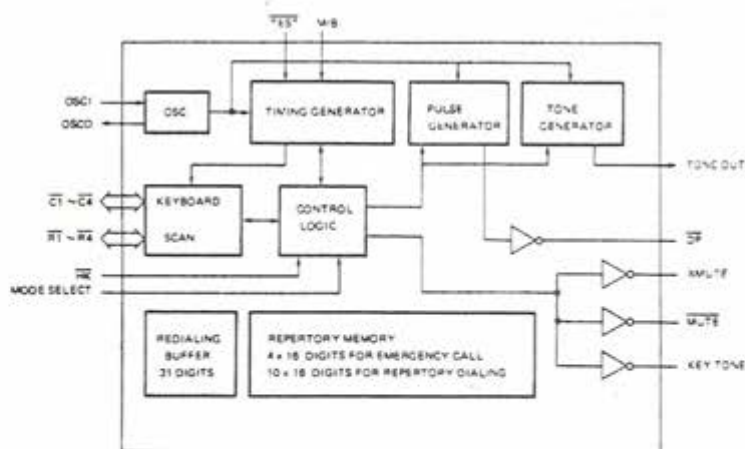 M/B
OSCI
OSCO
OSC
TIMING GENERATOR
PULSE
GENERATOR
TONE
GENERATOR
TONE OUT
C1 ~ C4
R1 ~ R4
KEYBOARD
SCAN
CONTROL
LOGIC
DP
HK
MODE SELECT
XMUTE
MUTE
KEY TONE
REDIALING
BUFFER
31 DIGITS
REPERTORY MEMORY
4 x 16 DIGITS FOR EMERGENCY CALL
10 x 16 DIGITS FOR REPERTORY DIALING